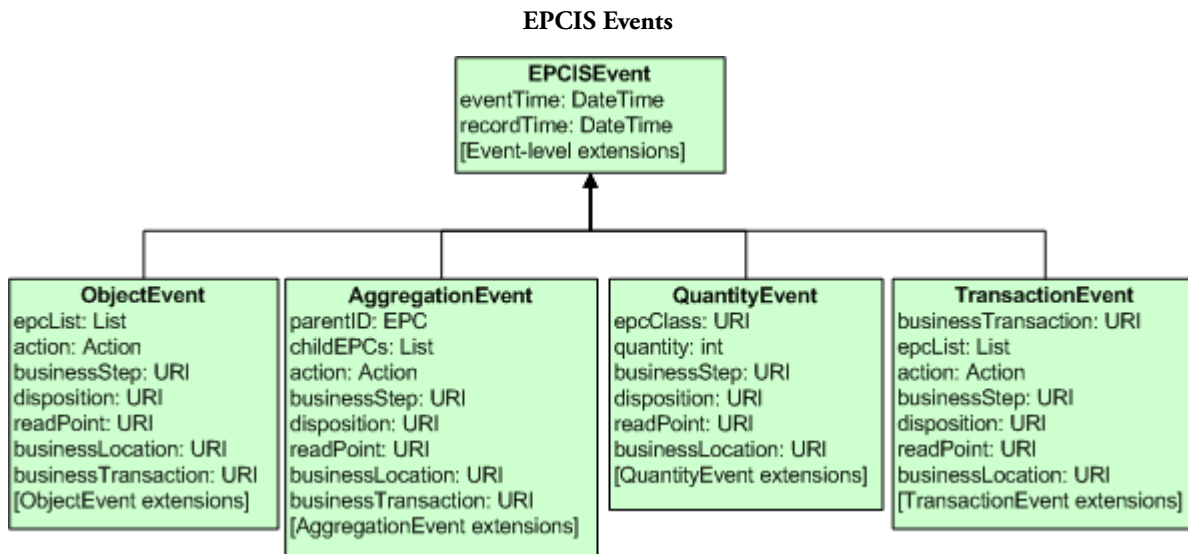 EPCIS Events
EPCISEvent
eventTime: DateTime
recordTime: DateTime
[Event-level extensions]
ObjectEvent
epcList: List
action: Action
businessStep: URI
disposition: URI
readPoint: URI
businessLocation: URI
businessTransaction: URI
[ObjectEvent extensions]
AggregationEvent
parentID: EPC
childEPCs: List
action: Action
businessStep: URI
disposition: URI
readPoint: URI
businessLocation: URI
businessTransaction: URI
[AggregationEvent extensions]
QuantityEvent
epcClass: URI
quantity: int
businessStep: URI
disposition: URI
readPoint: URI
businessLocation: URI
[QuantityEvent extensions]
TransactionEvent
businessTransaction: URI
epcList: List
action: Action
businessStep: URI
disposition: URI
readPoint: URI
businessLocation: URI
[TransactionEvent extensions]